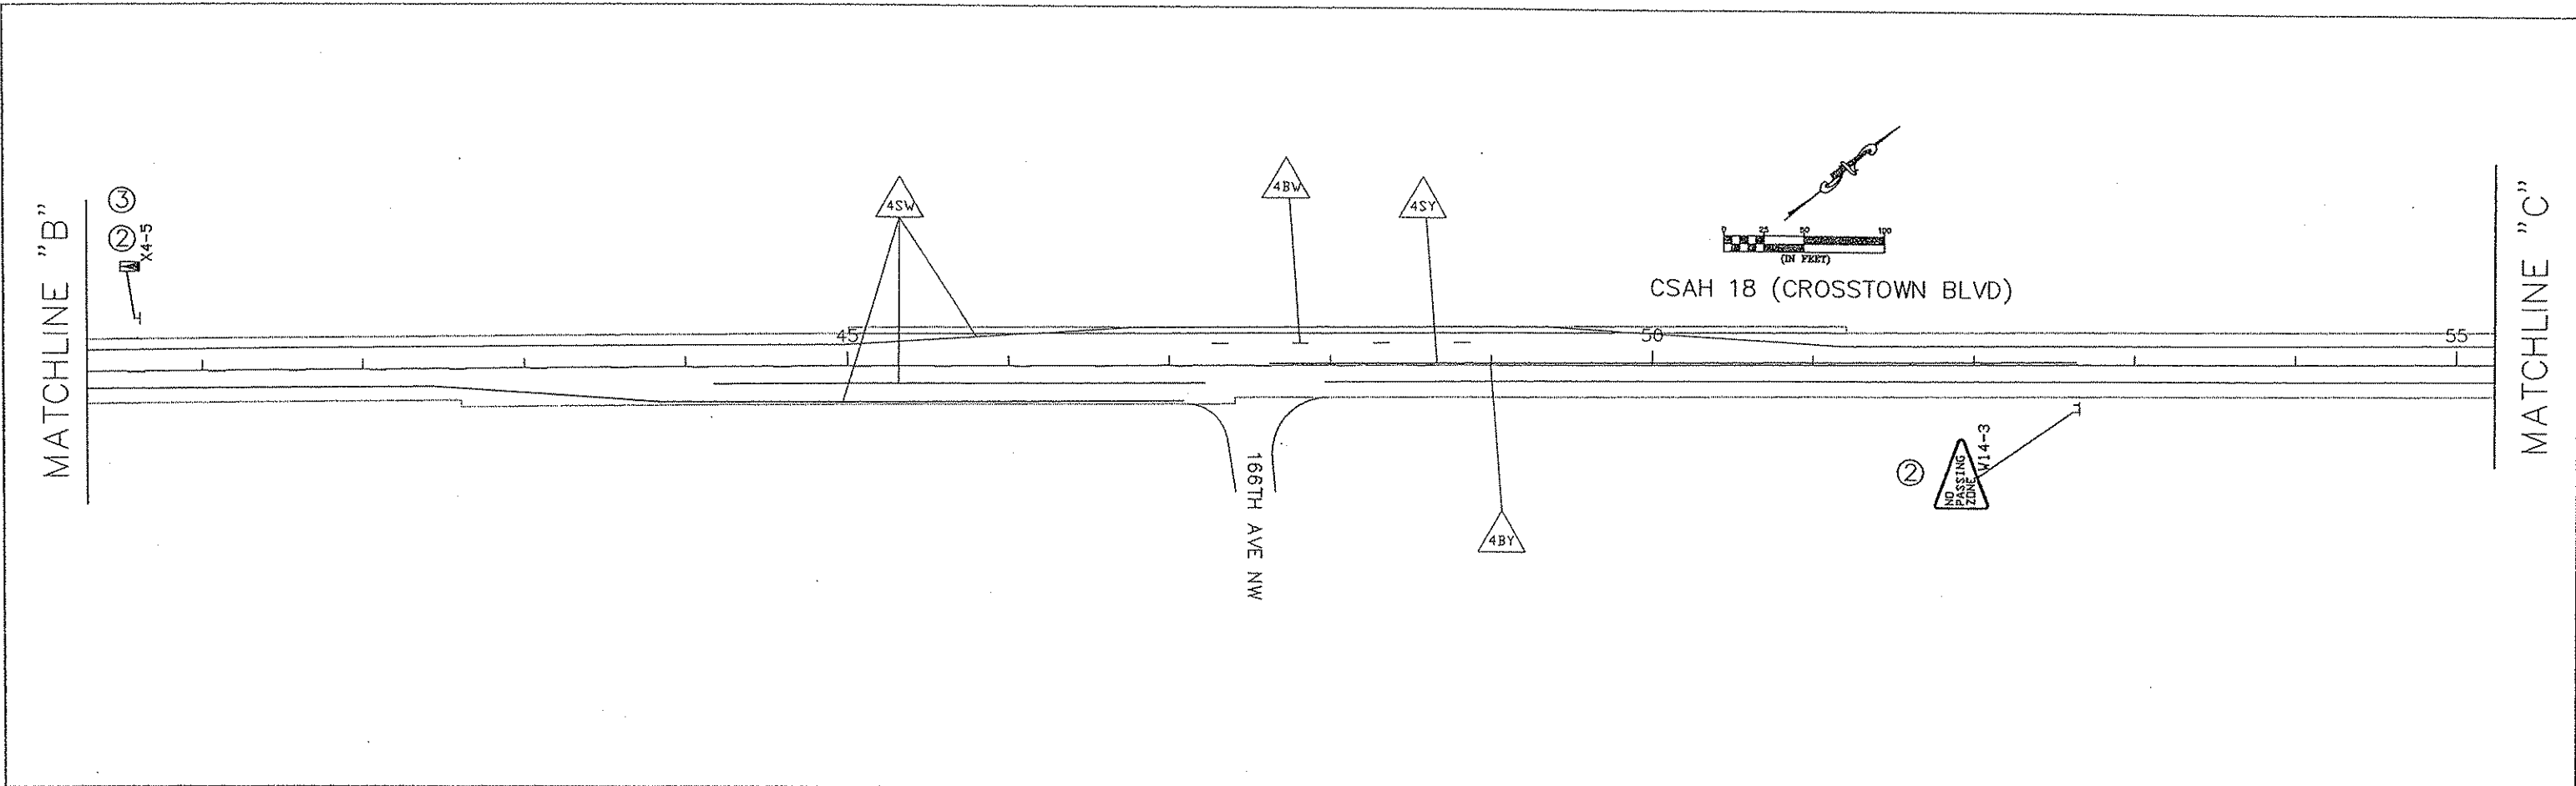 MATCHLINE "B"
③
②
X4-5
4SW
4BW
4SY
0 25 50 100
(IN FEET)
CSAH 18 (CROSSTOWN BLVD)
45
50
55
MATCHLINE "C"
166TH AVE NW
4BY
②
NO
PASSING
ZONE
W14-3